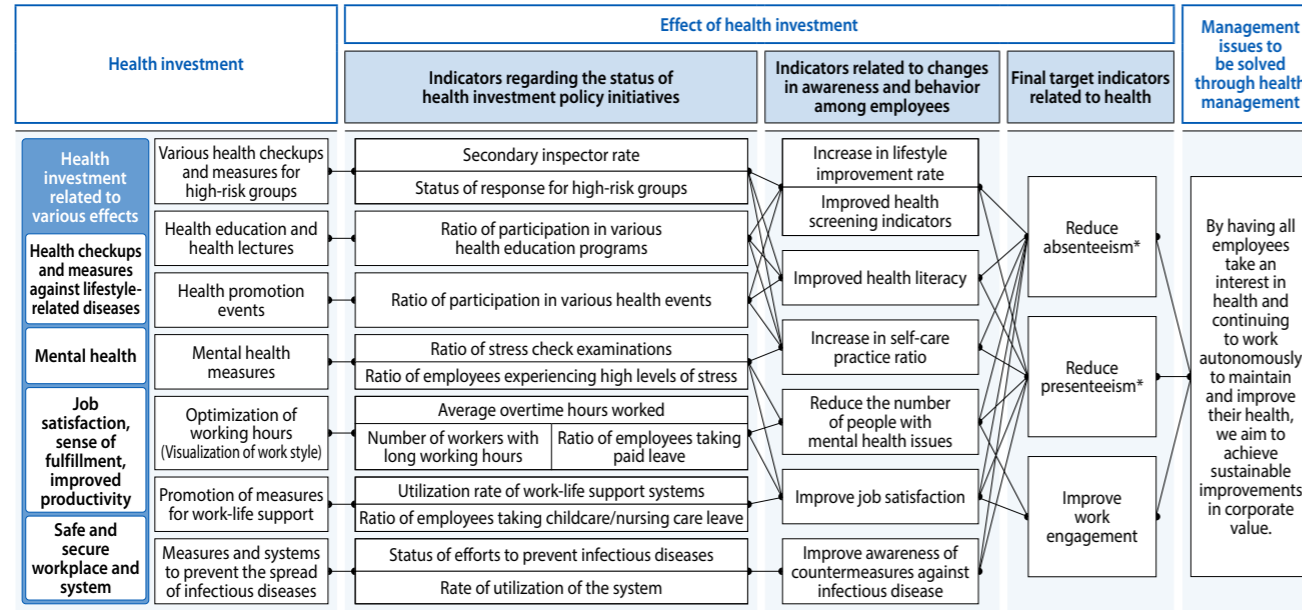 Health investment
Effect of health investment
Management
issues to
be solved
through health
management
Indicators regarding the status of
health investment policy initiatives
Indicators related to changes
in awareness and behavior
among employees
Final target indicators
related to health
Health
investment
related to
various effects
Health checkups
and measures
against lifestyle-
related diseases
Mental health
Job
satisfaction,
sense of
fulfillment,
improved
productivity
Safe and
secure
workplace and
system
Various health checkups
and measures for
high-risk groups
Health education and
health lectures
Health promotion
events
Mental health
measures
Optimization of
working hours
(Visualization of work style)
Promotion of measures
for work-life support
Measures and systems
to prevent the spread
of infectious diseases
Secondary inspector rate
Status of response for high-risk groups
Ratio of participation in various
health education programs
Ratio of participation in various health events
Ratio of stress check examinations
Ratio of employees experiencing high levels of stress
Average overtime hours worked
Number of workers with
long working hours
Ratio of employees taking
paid leave
Utilization rate of work-life support systems
Ratio of employees taking childcare/nursing care leave
Status of efforts to prevent infectious diseases
Rate of utilization of the system
Increase in lifestyle
improvement rate
Improved health
screening indicators
Improved health literacy
Increase in self-care
practice ratio
Reduce the number
of people with
mental health issues
Improve job satisfaction
Improve awareness of
countermeasures against
infectious disease
Reduce
absenteeism*
Reduce
presenteeism*
Improve
work
engagement
By having all
employees
take an
interest in
health and
continuing
to work
autonomously
to maintain
and improve
their health,
we aim to
achieve
sustainable
improvements
in corporate
value.